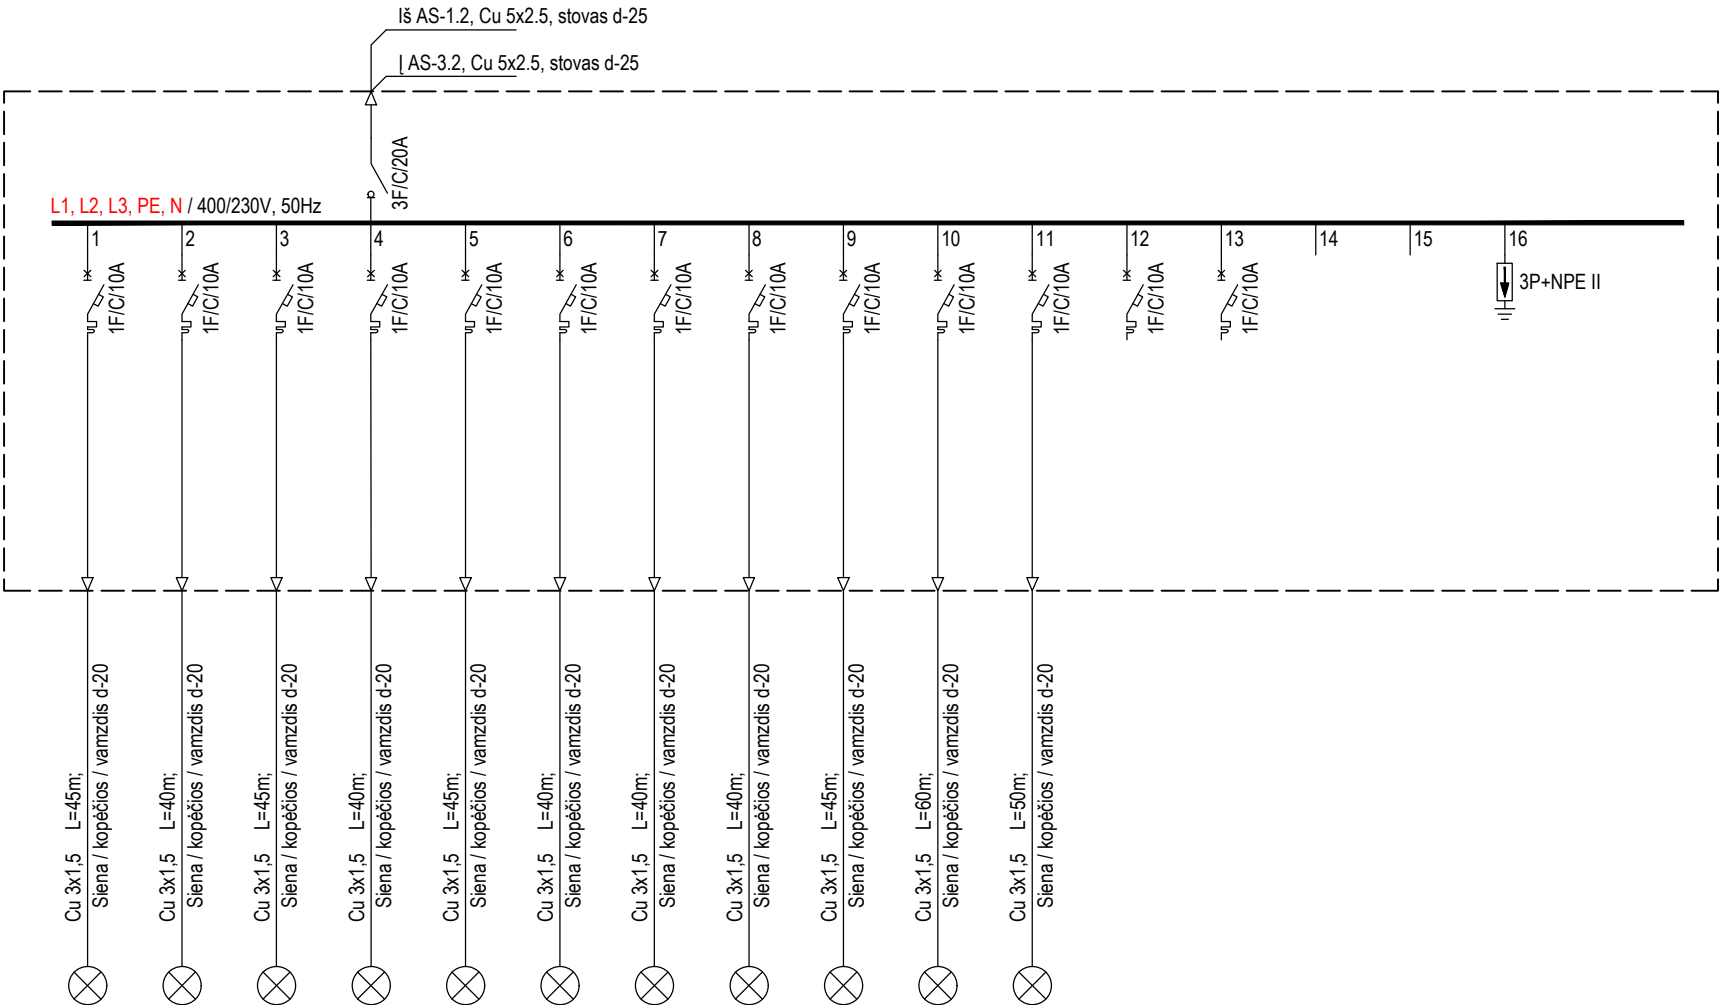 Iš AS-1.2, Cu 5x2.5, stovas d-25
Į AS-3.2, Cu 5x2.5, stovas d-25
3F/C/20A
L1, L2, L3, PE, N / 400/230V, 50Hz
1
2
3
4
5
6
7
8
9
10
11
12
13
14
15
16
1F/C/10A
1F/C/10A
1F/C/10A
1F/C/10A
1F/C/10A
1F/C/10A
1F/C/10A
1F/C/10A
1F/C/10A
1F/C/10A
1F/C/10A
1F/C/10A
1F/C/10A
3P+NPE II
Cu 3x1,5 L=45m;
Siena / kopėčios / vamzdis d-20
Cu 3x1,5 L=40m;
Siena / kopėčios / vamzdis d-20
Cu 3x1,5 L=45m;
Siena / kopėčios / vamzdis d-20
Cu 3x1,5 L=40m;
Siena / kopėčios / vamzdis d-20
Cu 3x1,5 L=45m;
Siena / kopėčios / vamzdis d-20
Cu 3x1,5 L=40m;
Siena / kopėčios / vamzdis d-20
Cu 3x1,5 L=40m;
Siena / kopėčios / vamzdis d-20
Cu 3x1,5 L=40m;
Siena / kopėčios / vamzdis d-20
Cu 3x1,5 L=45m;
Siena / kopėčios / vamzdis d-20
Cu 3x1,5 L=60m;
Siena / kopėčios / vamzdis d-20
Cu 3x1,5 L=50m;
Siena / kopėčios / vamzdis d-20